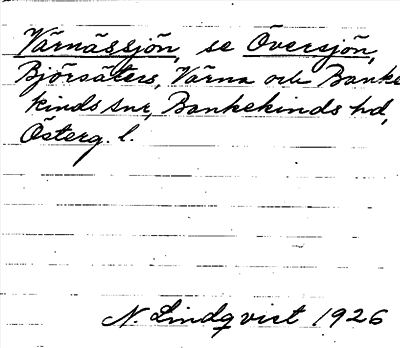 Värnässjön, se Översjön,
Björsäters, Värna och Banke
kinds snr, Bankekinds hd,
Österg. l.
N. Lindqvist 1926